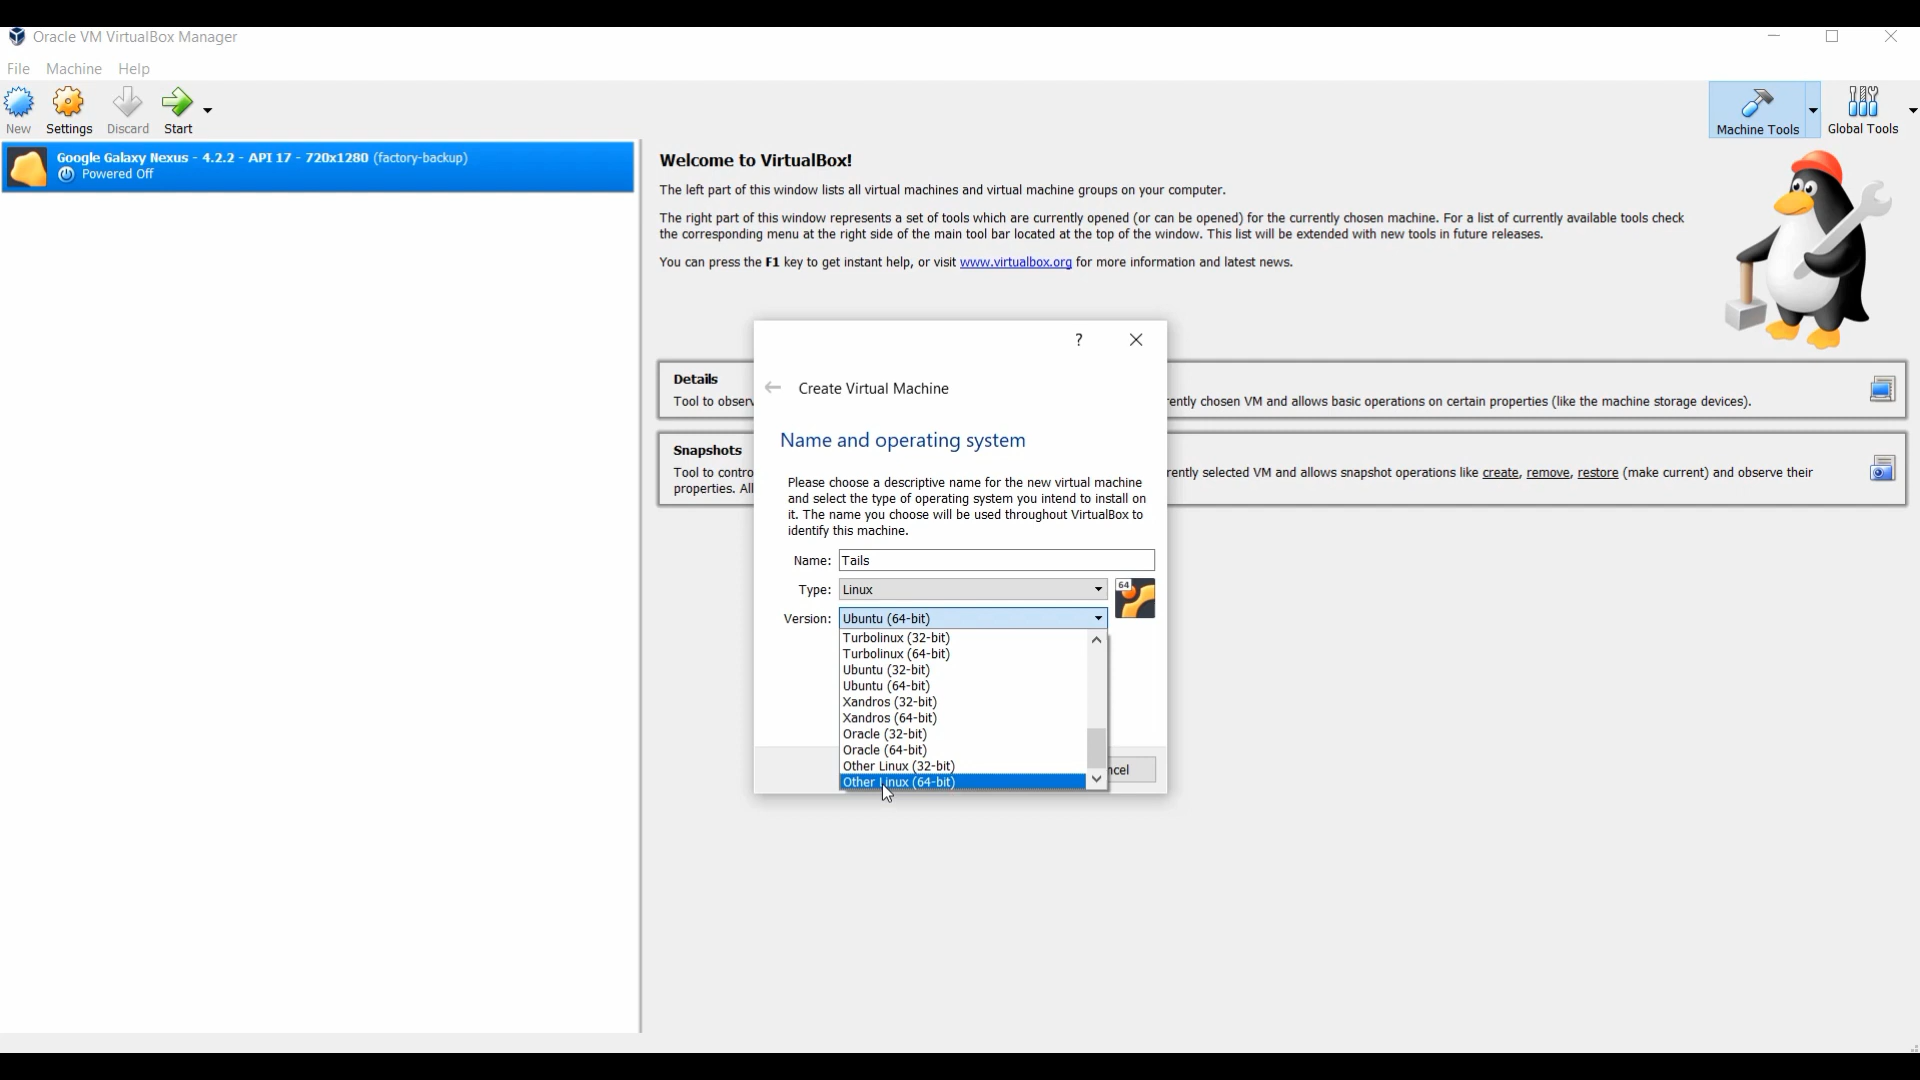 Oracle VM VirtualBox Manager
File Machine Help
New Settings Discard Start
Machine Tools Global Tools
Google Galaxy Nexus - 4.2.2 - API 17 - 720x1280 (factory-backup)
Powered Off
Welcome to VirtualBox!
The left part of this window lists all virtual machines and virtual machine groups on your computer.
The right part of this window represents a set of tools which are currently opened (or can be opened) for the currently chosen machine. For a list of currently available tools check
the corresponding menu at the right side of the main tool bar located at the top of the window. This list will be extended with new tools in future releases.
You can press the F1 key to get instant help, or visit www.virtualbox.org for more information and latest news.
Details
Tool to observ
ently chosen VM and allows basic operations on certain properties (like the machine storage devices).
Snapshots
Tool to contro
rently selected VM and allows snapshot operations like create, remove, restore (make current) and observe their
properties. All
?
Create Virtual Machine
Name and operating system
Please choose a descriptive name for the new virtual machine
and select the type of operating system you intend to install on
it. The name you choose will be used throughout VirtualBox to
identify this machine.
Name: Tails
Type: Linux
64
Version: Ubuntu (64-bit)
Turbolinux (32-bit)
Turbolinux (64-bit)
Ubuntu (32-bit)
Ubuntu (64-bit)
Xandros (32-bit)
Xandros (64-bit)
Oracle (32-bit)
Oracle (64-bit)
Other Linux (32-bit)
Other Linux (64-bit)
ncel